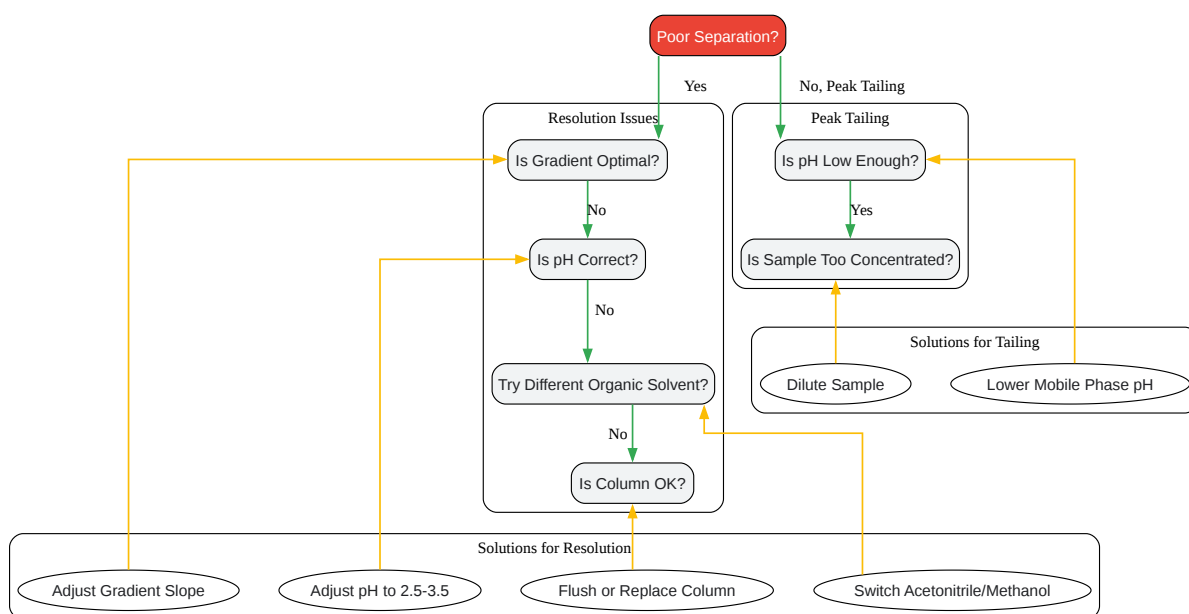 Poor Separation?
Yes
No, Peak Tailing
Resolution Issues
Peak Tailing
Is Gradient Optimal?
Is pH Low Enough?
No
Yes
Is pH Correct?
Is Sample Too Concentrated?
No
Solutions for Tailing
Try Different Organic Solvent?
Dilute Sample
Lower Mobile Phase pH
No
Is Column OK?
Solutions for Resolution
Adjust Gradient Slope
Adjust pH to 2.5-3.5
Flush or Replace Column
Switch Acetonitrile/Methanol